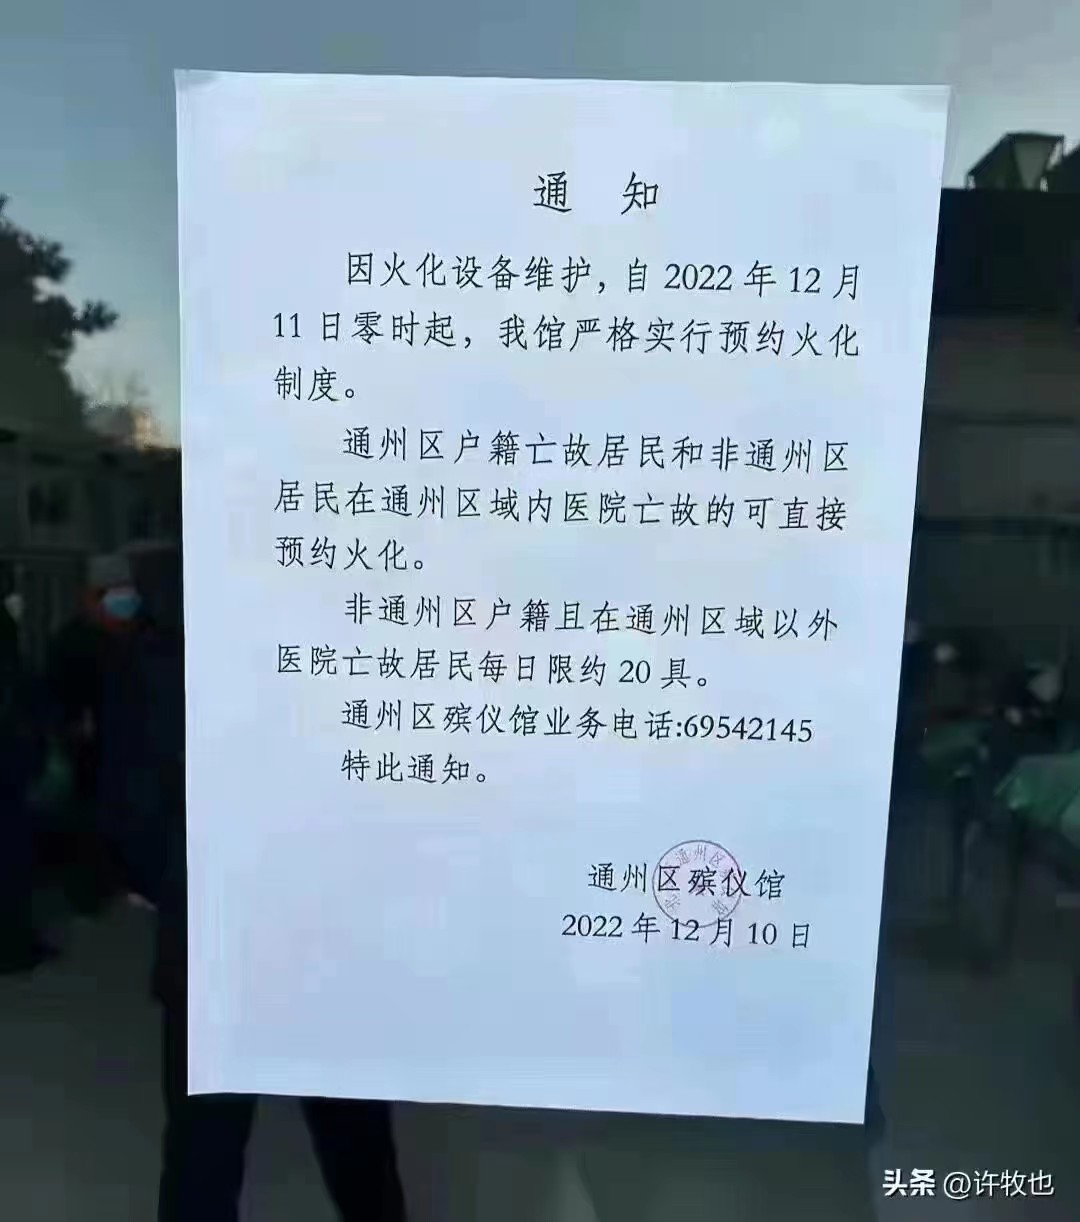 通 知
因火化设备维护,自 2022 年 12 月
11 日零时起，我馆严格实行预约火化
制度。
通州区户籍亡故居民和非通州区
居民在通州区域内医院亡故的可直接
预约火化。
非通州区户籍且在通州区域以外
医院亡故居民每日限约 20 具。
通州区殡仪馆业务电话:69542145
特此通知。
通州区殡仪馆
2022 年 12 月 10 日
头条 @许牧也